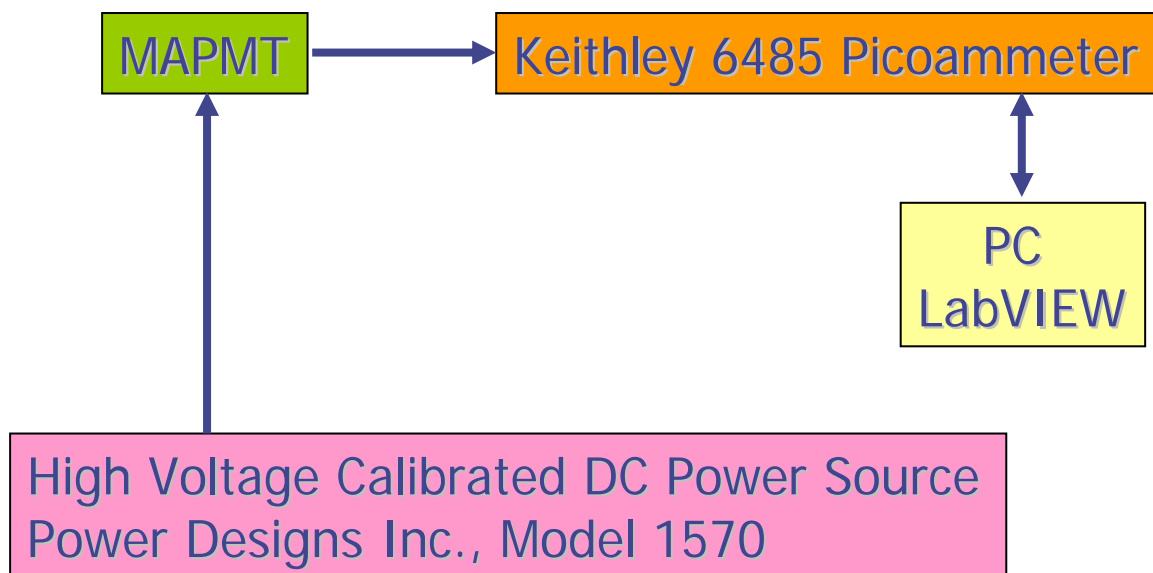 MAPMT
Keithley 6485 Picoammeter
PC
LabVIEW
High Voltage Calibrated DC Power Source
Power Designs Inc., Model 1570